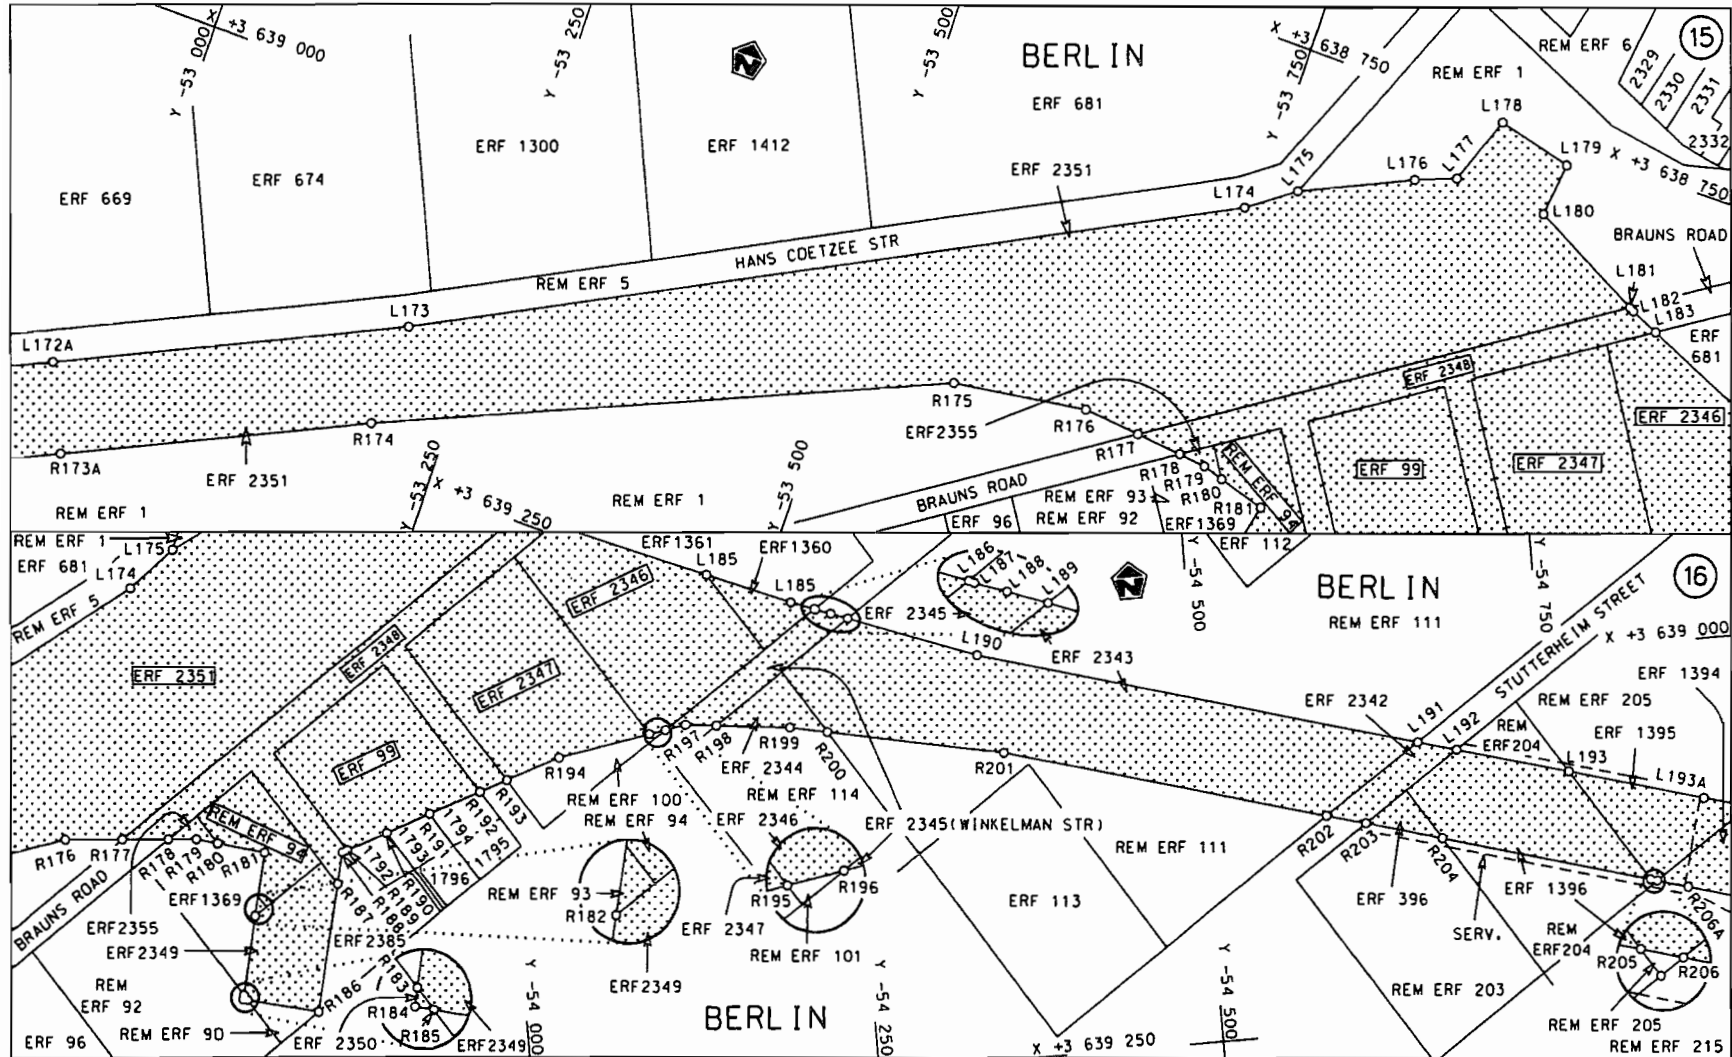 X +3 639 000
Y -53 000
Y -53 250
Y -53 500
X +3 638 750
Y -53 750
15
BERLIN
N
ERF 681
REM ERF 1
REM ERF 6
2329
2330
2331
2332
ERF 669
ERF 674
ERF 1300
ERF 1412
ERF 2351
L174
L175
L176
L177
L178
L179
X +3 638 750
L180
BRAUNS ROAD
L181
L182
L183
ERF 681
HANS COETZEE STR
REM ERF 5
L172A
L173
ERF 2348
ERF 2346
R173A
R174
R175
R176
R177
R178
R179
R180
R181
ERF2355
REM ERF 94
ERF 99
ERF 2347
ERF 2351
REM ERF 1
Y -53 250
X +3 639 250
REM ERF 1
Y -53 500
BRAUNS ROAD
ERF 96
REM ERF 93
REM ERF 92
ERF1369
ERF 112
REM ERF 1
ERF 681
L175
L174
REM ERF 5
ERF1361
L185
ERF1360
L185
L186
L187
L188
L189
N
Y -54 500
BERLIN
REM ERF 111
Y -54 750
16
STUTTERHEIM STREET
X +3 639 000
ERF 2351
ERF 2348
ERF 2346
ERF 2347
ERF 2345
L190
ERF 2343
ERF 2342
L191
L192
REM ERF 205
ERF 1394
REM ERF204
L193
ERF 1395
L193A
ERF 99
REM ERF 94
R176
R177
R178
R179
R180
R181
1792
1793
R191
1794
R192
1795
R193
R194
1796
R187
R188
R189
R190
R197
R198
R199
R200
R201
R202
R203
R204
REM ERF 100
REM ERF 94
ERF 2344
REM ERF 114
ERF 2346
ERF 2345(WINKELMAN STR)
REM ERF 111
BRAUNS ROAD
ERF1369
ERF2355
ERF2349
ERF2385
REM ERF 93
R182
ERF 2347
R195
R196
REM ERF 101
ERF 113
ERF 396
ERF 1396
SERV.
REM ERF204
R206A
R205
R206
REM ERF 92
REM ERF 90
ERF 96
R186
R183
R184
R185
ERF 2350
ERF2349
ERF2349
Y -54 000
BERLIN
Y -54 250
X +3 639 250
Y -54 500
REM ERF 203
REM ERF 205
REM ERF 215